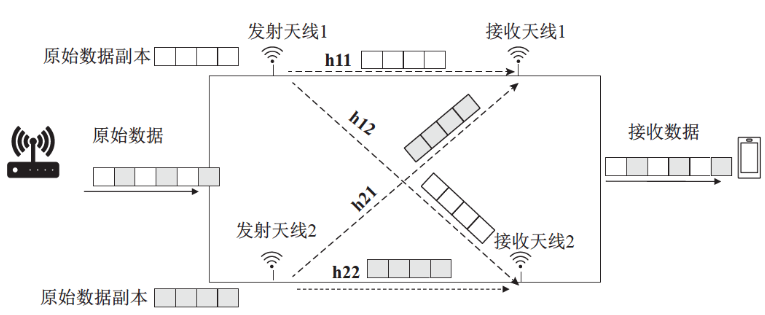 发射天线1
接收天线1
原始数据副本
h11
h12
原始数据
接收数据
h21
发射天线2
接收天线2
h22
原始数据副本